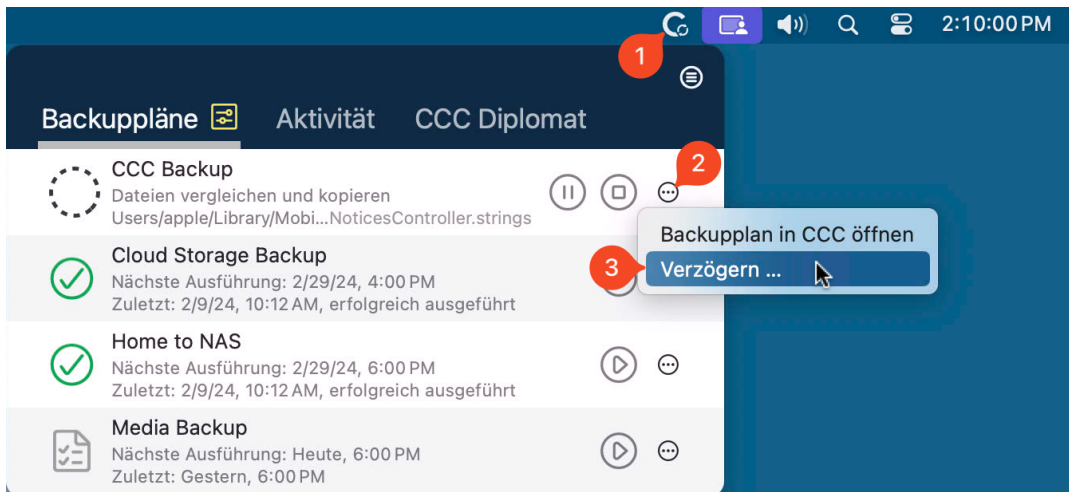 2:10:00 PM
1
Backuppläne
Aktivität
CCC Diplomat
CCC Backup
Dateien vergleichen und kopieren
Users/apple/Library/Mobi...NoticesController.strings
2
Backupplan in CCC öffnen
3
Verzögern ...
Cloud Storage Backup
Nächste Ausführung: 2/29/24, 4:00 PM
Zuletzt: 2/9/24, 10:12 AM, erfolgreich ausgeführt
Home to NAS
Nächste Ausführung: 2/29/24, 6:00 PM
Zuletzt: 2/9/24, 10:12 AM, erfolgreich ausgeführt
Media Backup
Nächste Ausführung: Heute, 6:00 PM
Zuletzt: Gestern, 6:00 PM